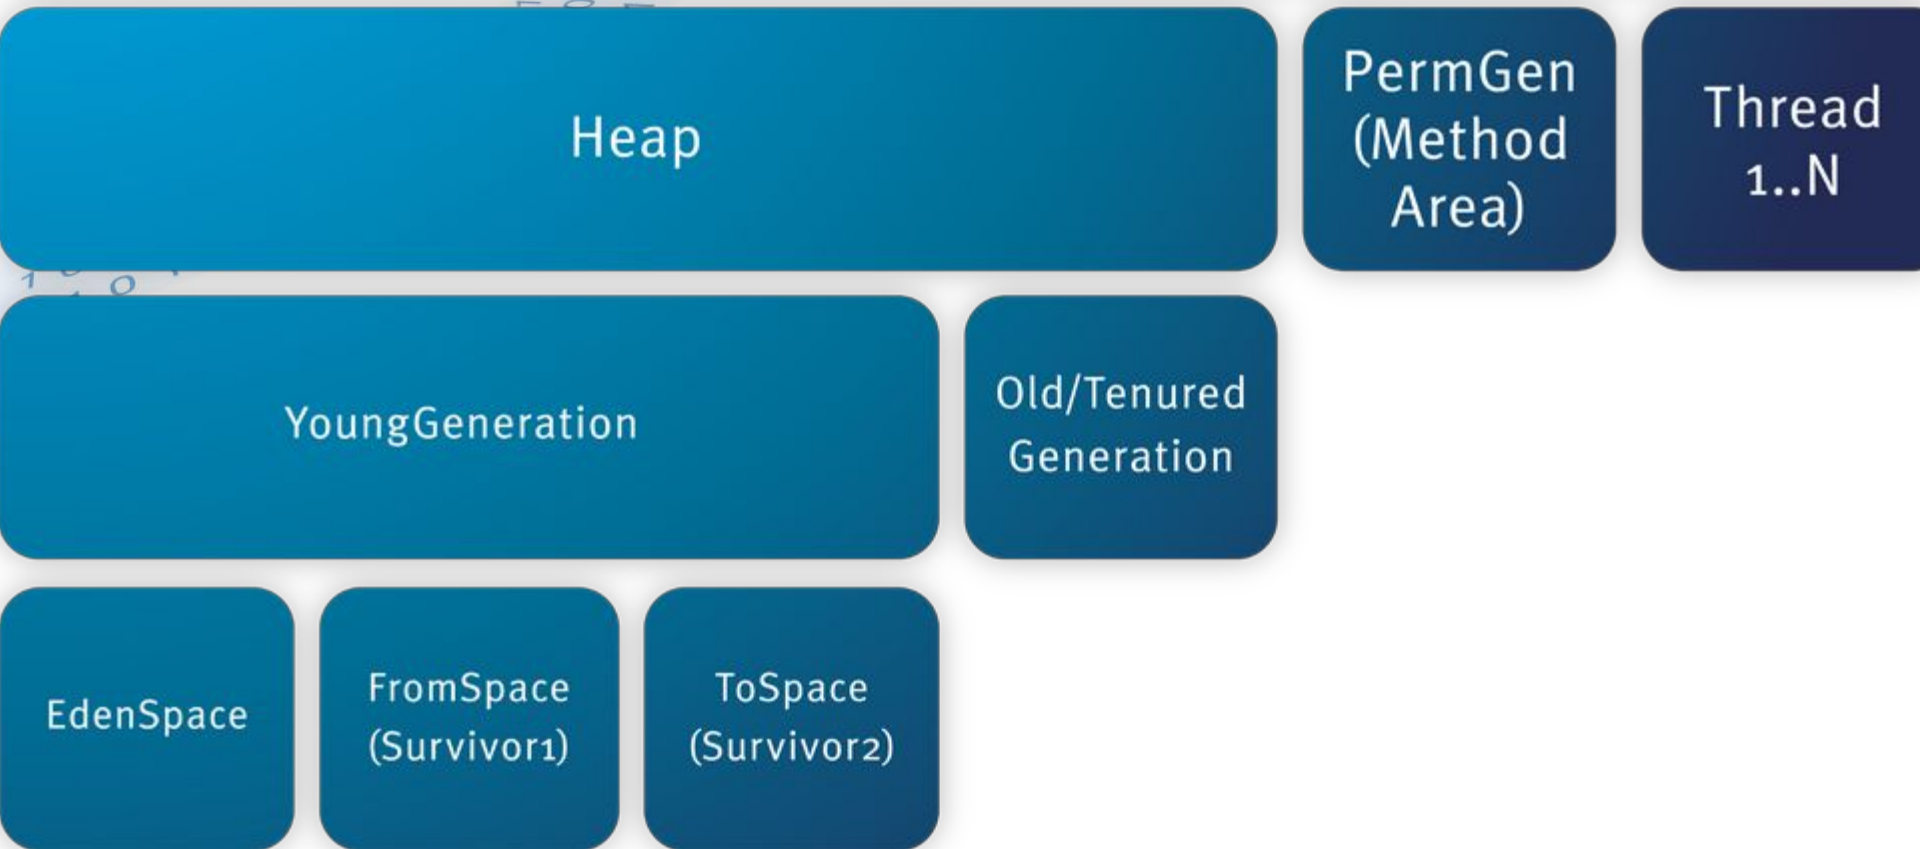 Heap
PermGen
(Method
Area)
Thread
1..N
YoungGeneration
Old/Tenured
Generation
EdenSpace
FromSpace
(Survivor1)
ToSpace
(Survivor2)